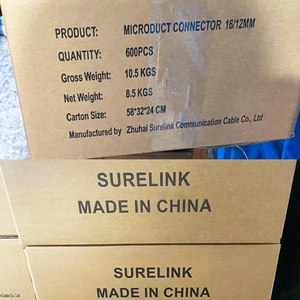 PRODUCT: MICRODUCT CONNECTOR 16/12MM
QUANTITY: 600PCS
Gross Weight: 10.5 KGS
Net Weight: 8.5 KGS
Carton Size: 58*32*24 CM
Manufactured by Zhuhai Surelink Communication Cable Co., Ltd
SURELINK
MADE IN CHINA
SURELINK
MADE IN CHINA